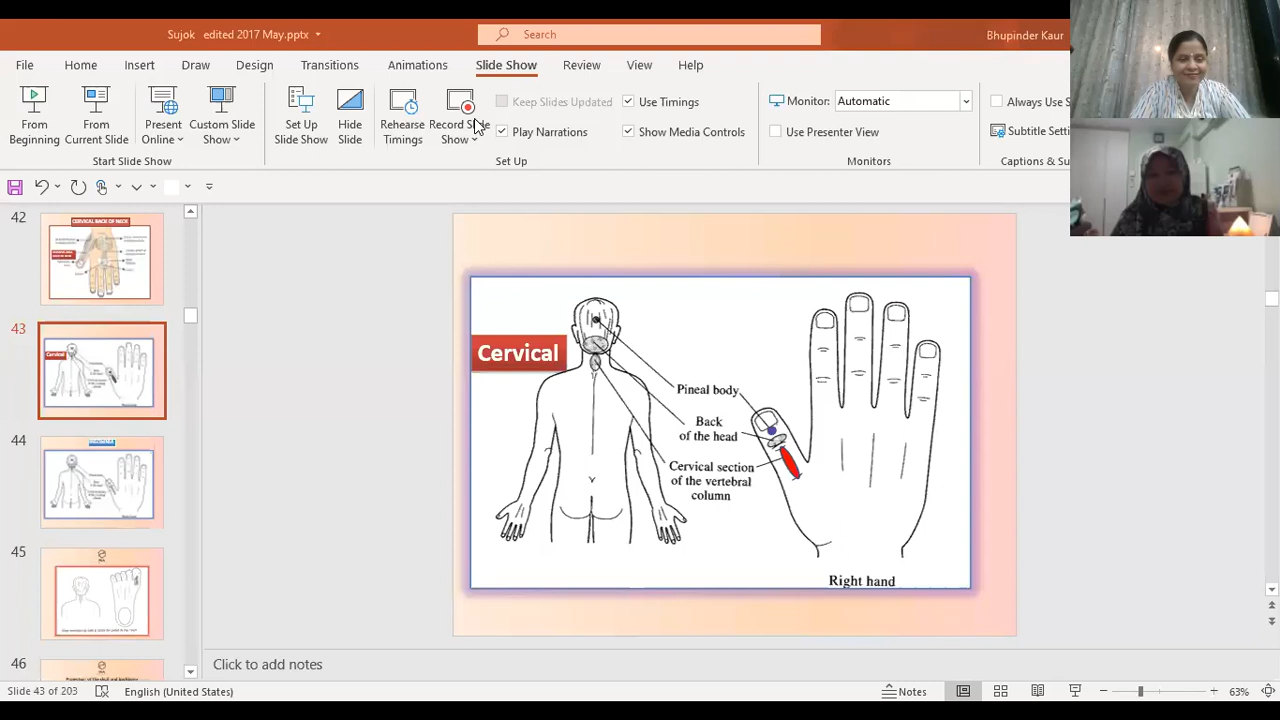 Sujok edited 2017 May.pptx
Search
Bhupinder Kaur
File Home Insert Draw Design Transitions Animations Slide Show Review View Help
From Beginning
From Current Slide
Present Online
Custom Slide Show
Start Slide Show
Set Up Slide Show
Hide Slide
Rehearse Timings
Record Slide Show
Keep Slides Updated
Play Narrations
Use Timings
Show Media Controls
Set Up
Monitor: Automatic
Use Presenter View
Monitors
Always Use S
Subtitle Setti
Captions & Su
42
CERVICAL BACK OF NECK
43
Cervical
44
45
46
Cervical
Pineal body
Back
of the head
Cervical section
of the vertebral
column
Right hand
Click to add notes
Slide 43 of 203
English (United States)
Notes
63%